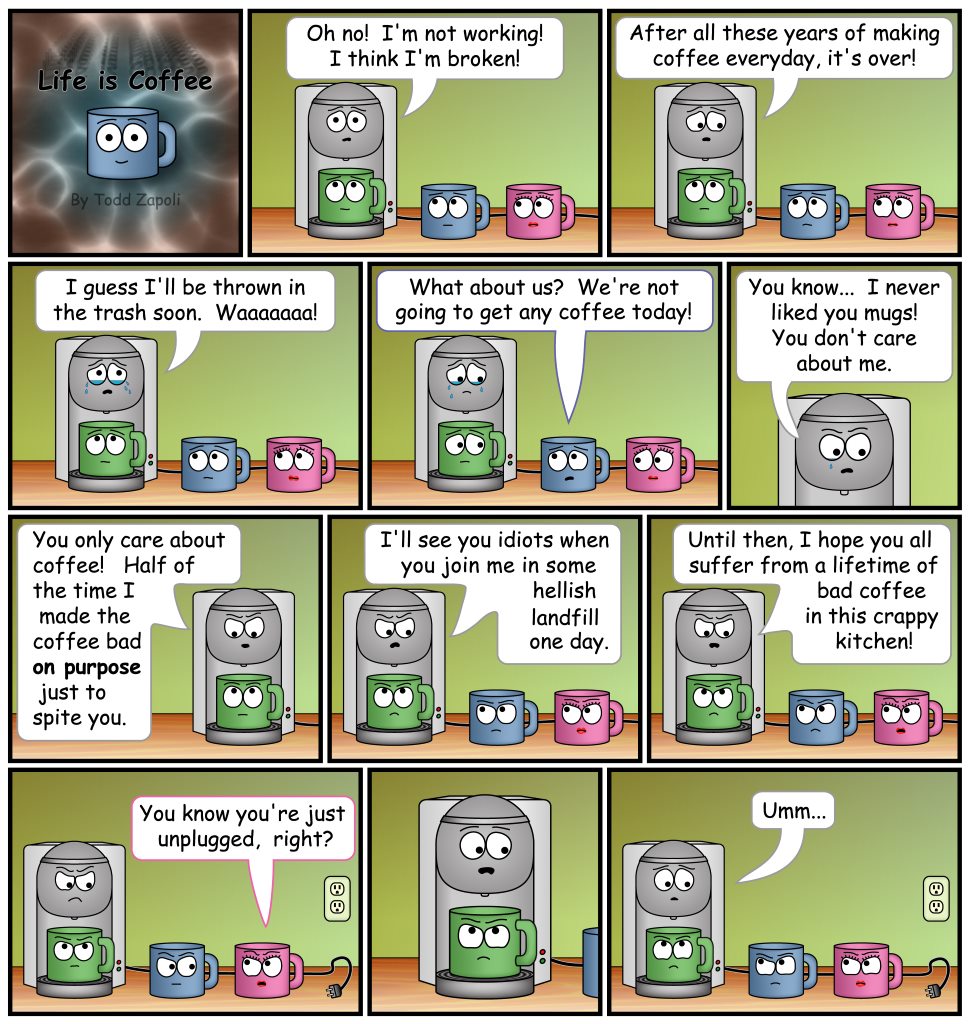 Life is Coffee
By Todd Zapoli
Oh no! I'm not working!
I think I'm broken!
After all these years of making
coffee everyday, it's over!
I guess I'll be thrown in
the trash soon. Waaaaaaa!
What about us? We're not
going to get any coffee today!
You know... I never
liked you mugs!
You don't care
about me.
You only care about
coffee! Half of
the time I
made the
coffee bad
on purpose
just to
spite you.
I'll see you idiots when
you join me in some
hellish
landfill
one day.
Until then, I hope you all
suffer from a lifetime of
bad coffee
in this crappy
kitchen!
You know you're just
unplugged, right?
Umm...